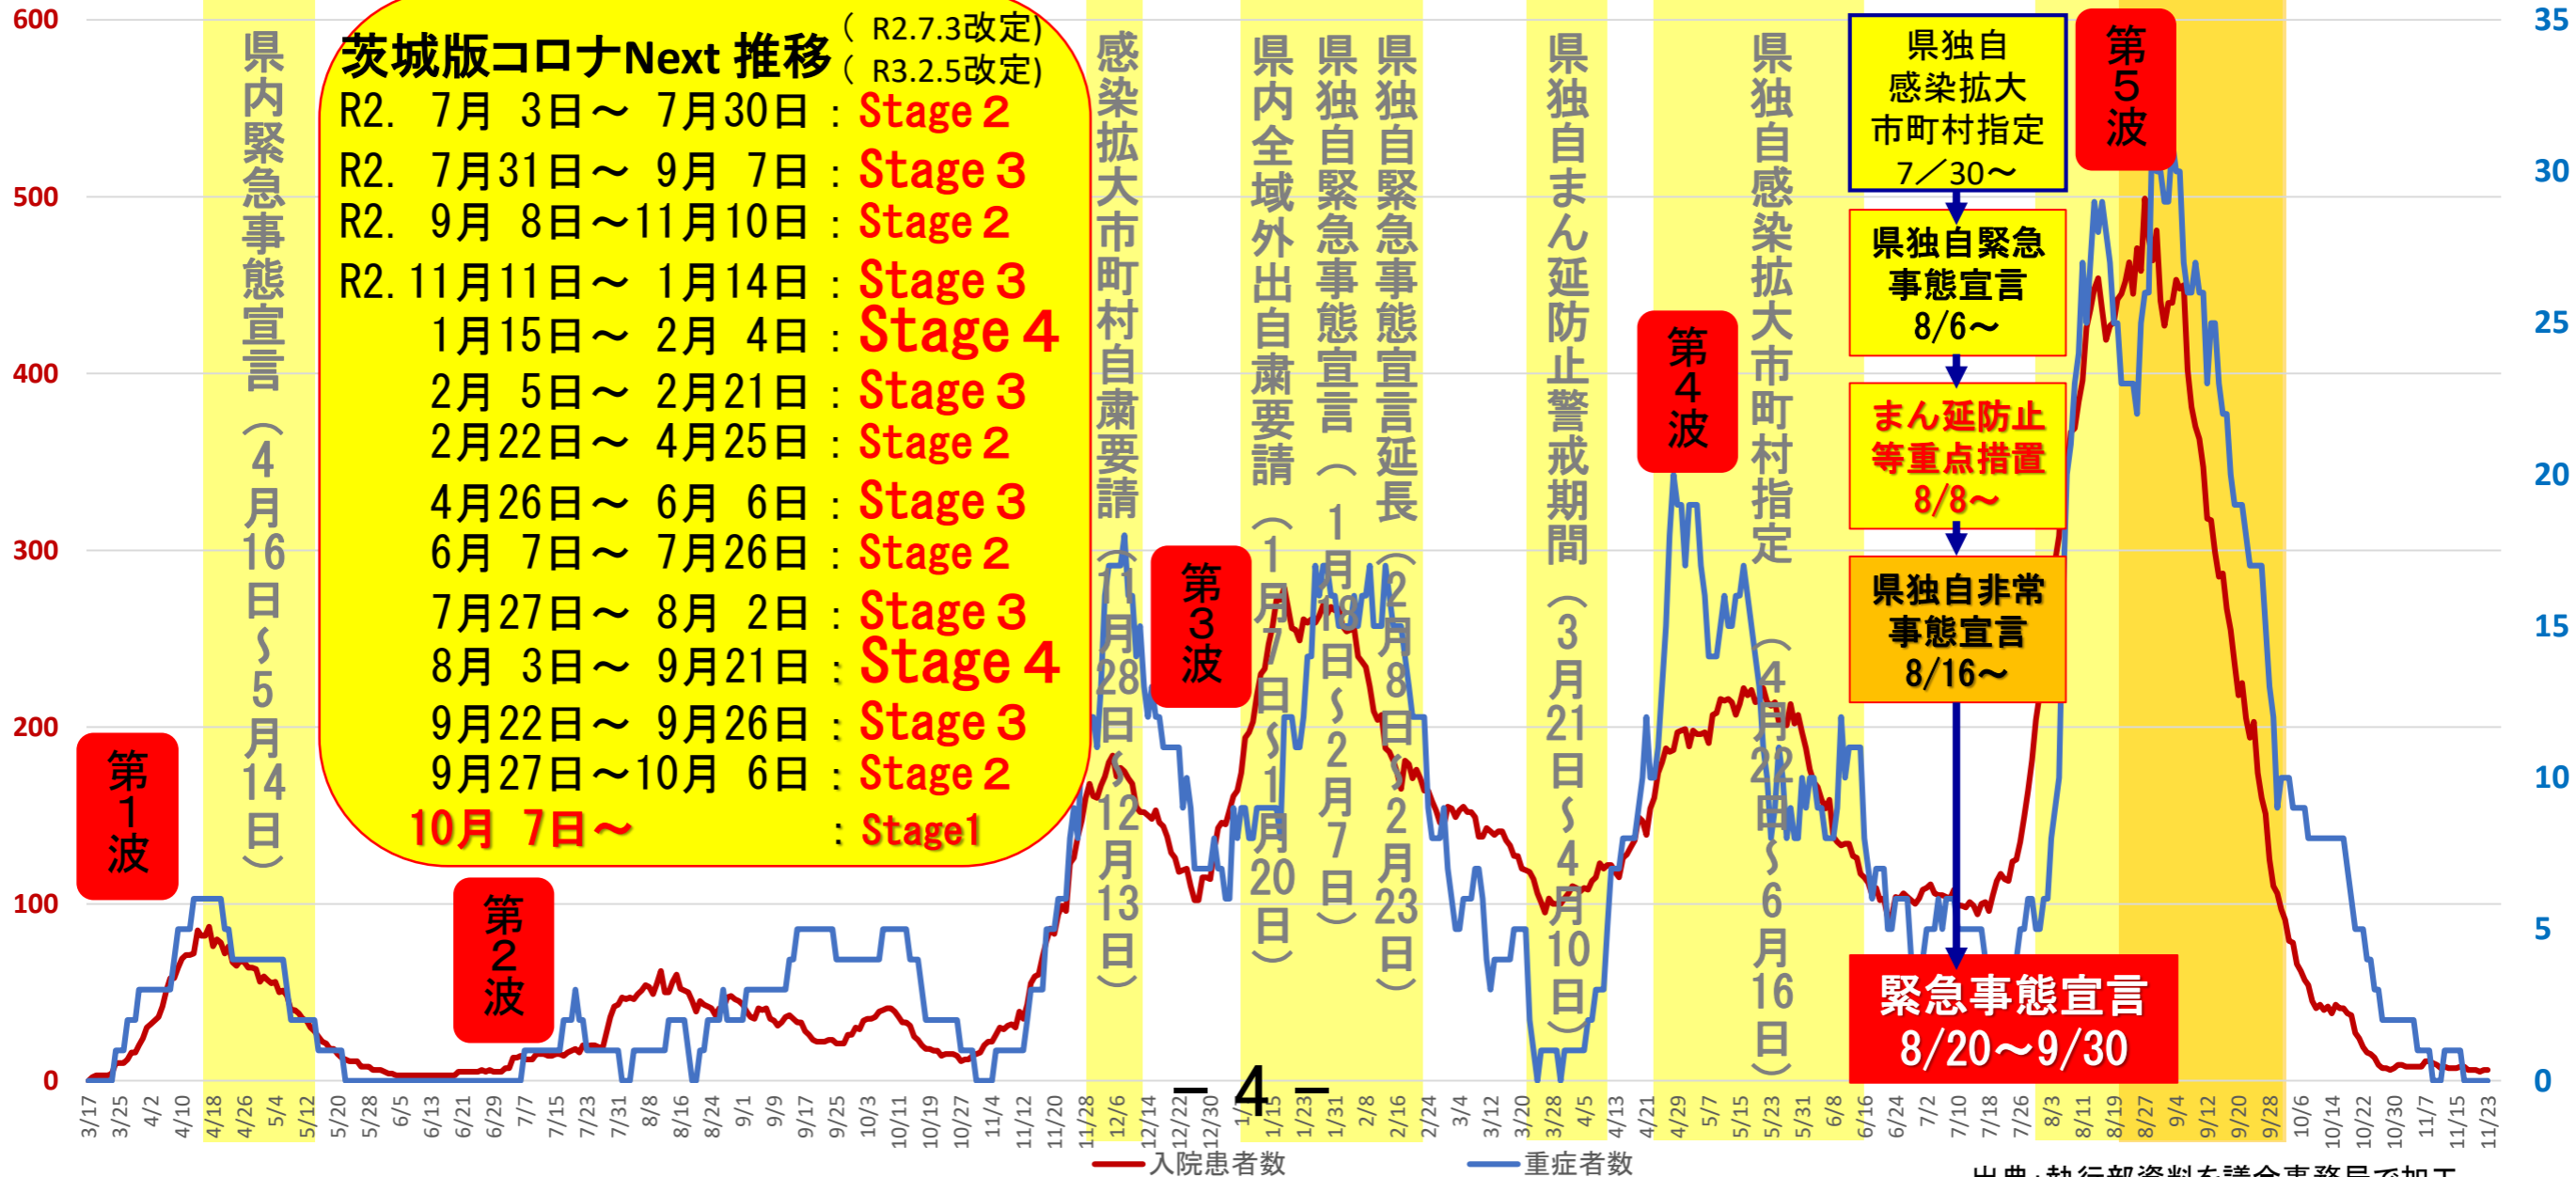 600
500
400
300
200
100
0
35
30
25
20
15
10
5
0
茨城版コロナNext 推移
（ R2.7.3改定)
（ R3.2.5改定)
R2. 7月 3日～ 7月30日 : Stage２
R2. 7月31日～ 9月 7日 : Stage３
R2. 9月 8日～11月10日 : Stage２
R2. 11月11日～ 1月14日 : Stage３
1月15日～ 2月 4日 : Stage４
2月 5日～ 2月21日 : Stage３
2月22日～ 4月25日 : Stage２
4月26日～ 6月 6日 : Stage３
6月 7日～ 7月26日 : Stage２
7月27日～ 8月 2日 : Stage３
8月 3日～ 9月21日 : Stage４
9月22日～ 9月26日 : Stage３
9月27日～10月 6日 : Stage２
10月 7日～ : Stage1
第１波
県内緊急事態宣言（４月16日～５月14日）
第２波
感染拡大市町村自粛要請（11月28日～12月13日）
第３波
県内全域外出自粛要請（１月７日～１月20日）
県独自緊急事態宣言（１月18日～２月７日）
県独自緊急事態宣言延長（２月８日～２月23日）
県独自まん延防止警戒期間（３月21日～４月10日）
第４波
県独自感染拡大市町村指定（４月22日～６月16日）
県独自
感染拡大
市町村指定
7／30～
県独自緊急
事態宣言
8/6～
まん延防止
等重点措置
8/8～
県独自非常
事態宣言
8/16～
緊急事態宣言
8/20～9/30
第５波
3/17 3/25 4/2 4/10 4/18 4/26 5/4 5/12 5/20 5/28 6/5 6/13 6/21 6/29 7/7 7/15 7/23 7/31 8/8 8/16 8/24 9/1 9/9 9/17 9/25 10/3 10/11 10/19 10/27 11/4 11/12 11/20 11/28 12/6 12/14 12/22 12/30 1/15 1/23 1/31 2/8 2/16 2/24 3/4 3/12 3/20 3/28 4/5 4/13 4/21 4/29 5/7 5/15 5/23 5/31 6/8 6/16 6/24 7/2 7/10 7/18 7/26 8/3 8/11 8/19 8/27 9/4 9/12 9/20 9/28 10/6 10/14 10/22 10/30 11/7 11/15 11/23
－ 4 －
入院患者数
重症者数